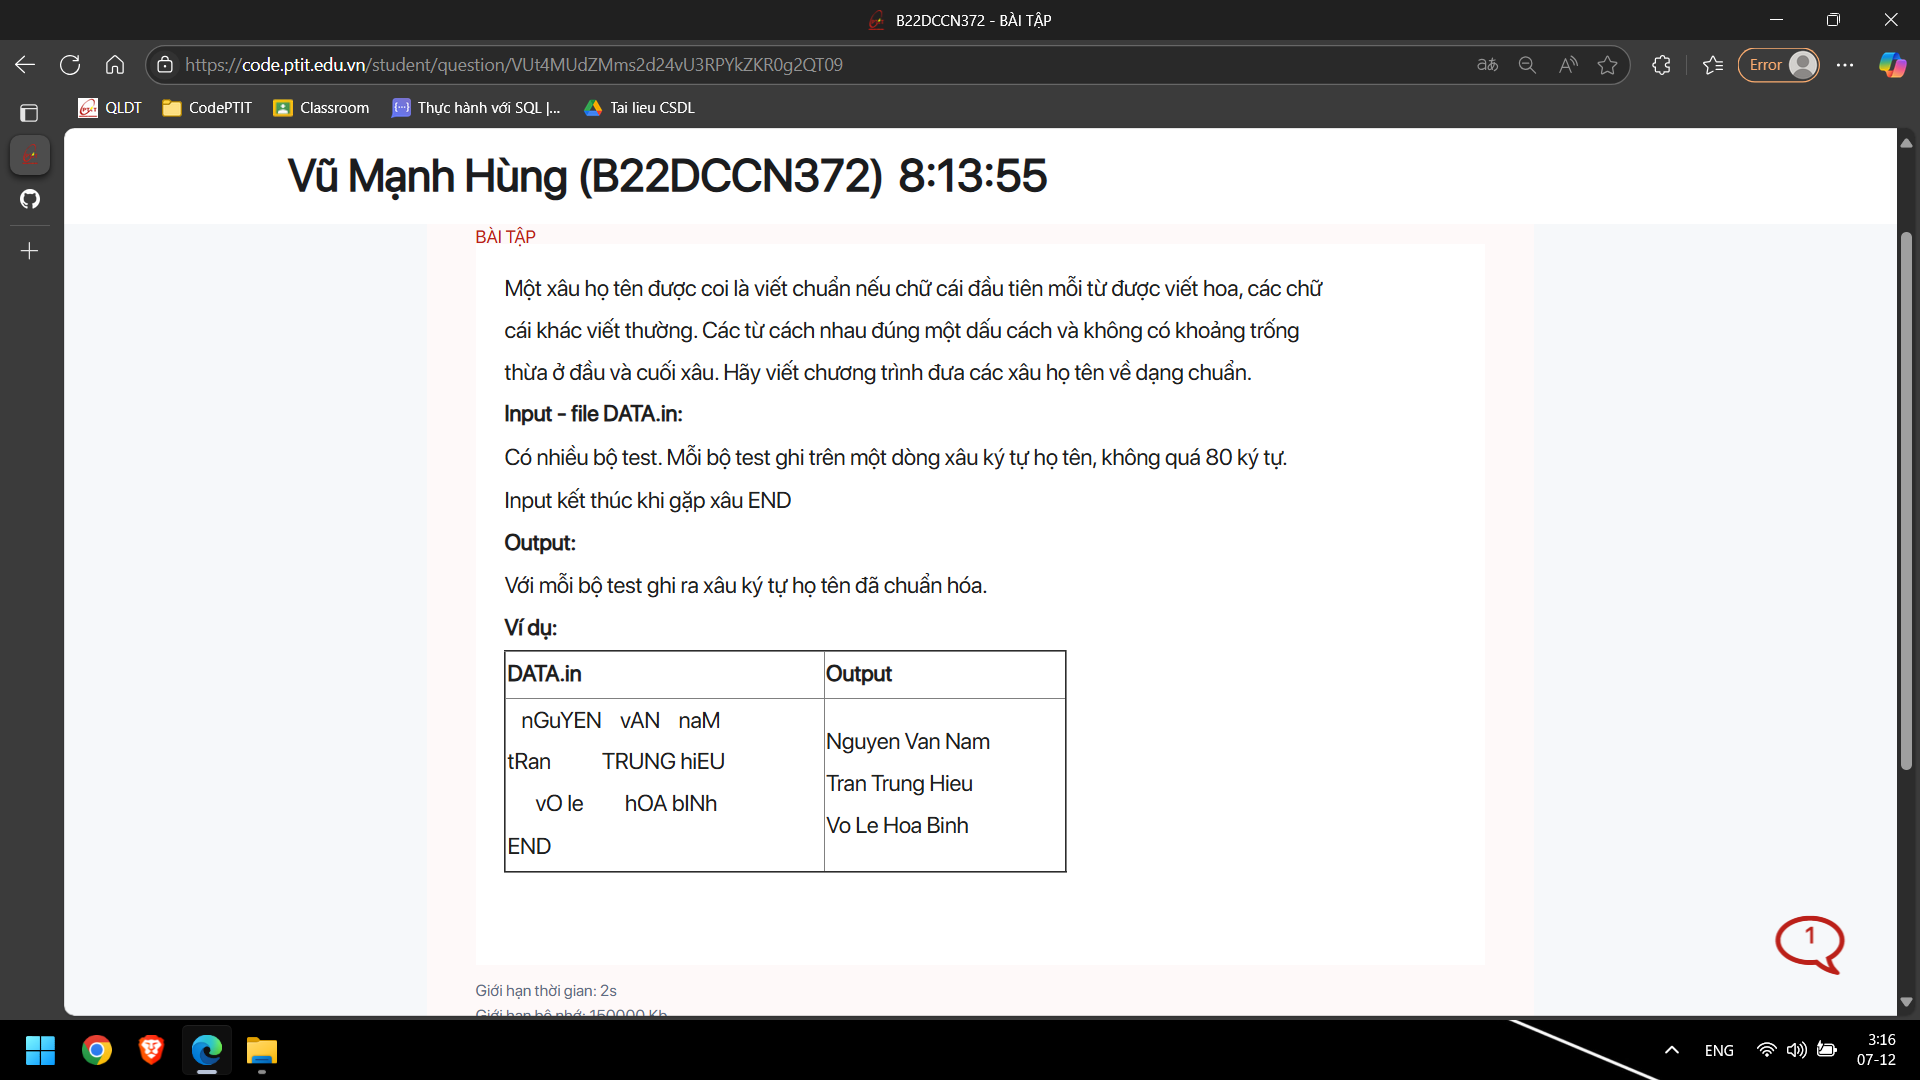 B22DCCN372 - BÀI TẬP
https://code.ptit.edu.vn/student/question/VUt4MUdZMms2d24vU3RPYkZKR0g2QT09
Error
QLDT
CodePTIT
Classroom
Thực hành với SQL |...
Tai lieu CSDL
Vũ Mạnh Hùng (B22DCCN372) 8:13:55
BÀI TẬP
Một xâu họ tên được coi là viết chuẩn nếu chữ cái đầu tiên mỗi từ được viết hoa, các chữ
cái khác viết thường. Các từ cách nhau đúng một dấu cách và không có khoảng trống
thừa ở đầu và cuối xâu. Hãy viết chương trình đưa các xâu họ tên về dạng chuẩn.
Input - file DATA.in:
Có nhiều bộ test. Mỗi bộ test ghi trên một dòng xâu ký tự họ tên, không quá 80 ký tự.
Input kết thúc khi gặp xâu END
Output:
Với mỗi bộ test ghi ra xâu ký tự họ tên đã chuẩn hóa.
Ví dụ:
DATA.in
Output
nGuYEN    vAN    naM
tRan           TRUNG hiEU
vO le         hOA bINh
END
Nguyen Van Nam
Tran Trung Hieu
Vo Le Hoa Binh
1
Giới hạn thời gian: 2s
Giới hạn bộ nhớ: 150000 Kb
ENG
3:16
07-12